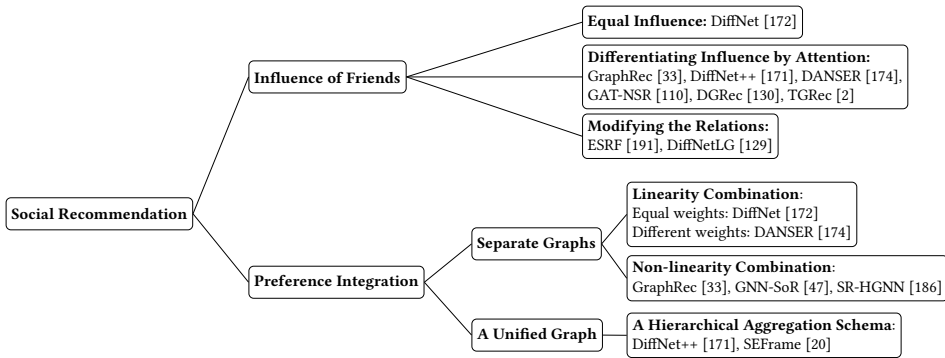 Equal Influence: DiffNet [172]
Differentiating Influence by Attention:
GraphRec [33], DiffNet++ [171], DANSER [174],
GAT-NSR [110], DGRec [130], TGRec [2]
Influence of Friends
Modifying the Relations:
ESRF [191], DiffNetLG [129]
Social Recommendation
Linearity Combination:
Equal weights: DiffNet [172]
Different weights: DANSER [174]
Separate Graphs
Non-linearity Combination:
GraphRec [33], GNN-SoR [47], SR-HGNN [186]
Preference Integration
A Unified Graph
A Hierarchical Aggregation Schema:
DiffNet++ [171], SEFrame [20]